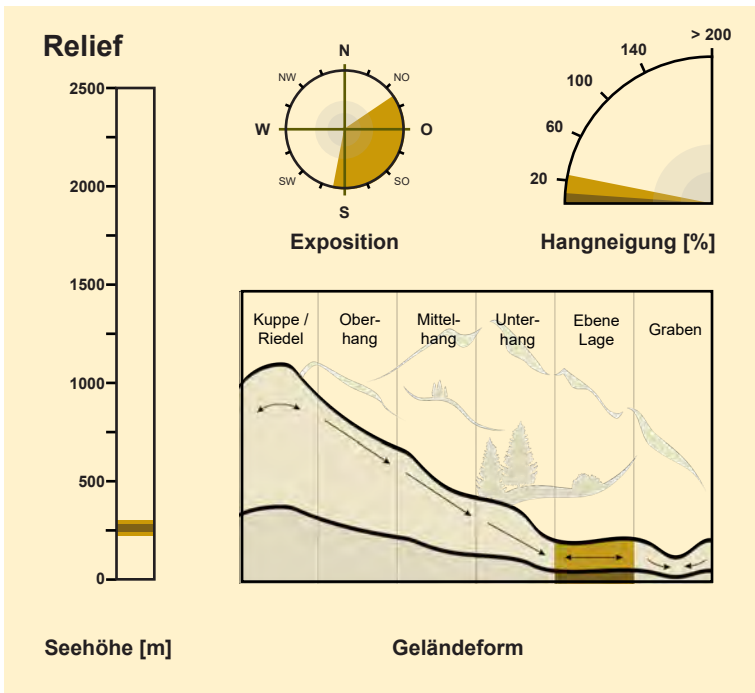 Relief
2500
2000
1500
1000
500
0
Seehöhe [m]
N
NO
O
SO
S
SW
W
NW
Exposition
20
60
100
140
> 200
Hangneigung [%]
Kuppe /
Riedel
Ober-
hang
Mittel-
hang
Unter-
hang
Ebene
Lage
Graben
Geländeform